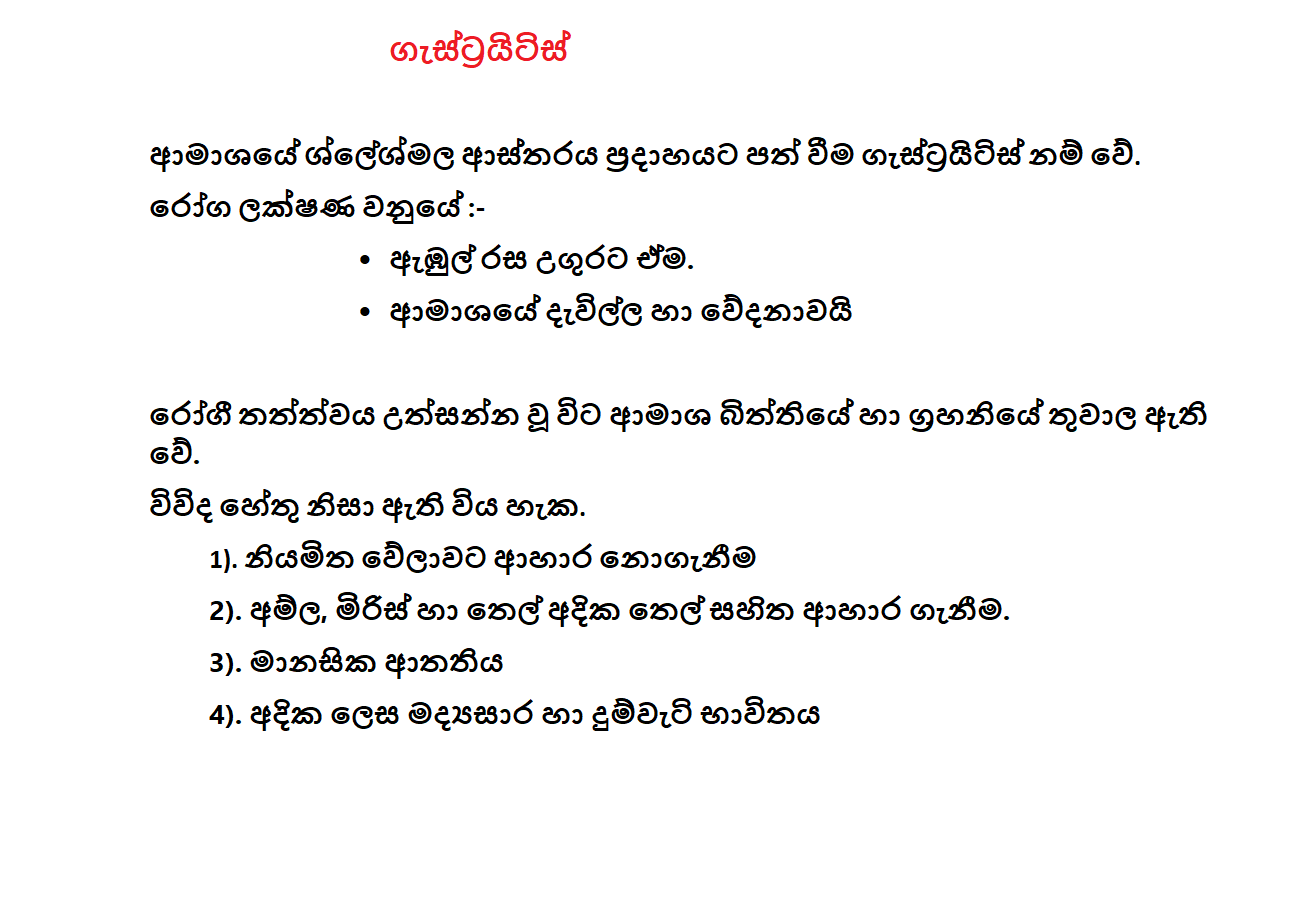 ගැස්ට්‍රයිටිස්
ආමාශයේ ශ්ලේශ්මල ආස්තරය ප්‍රදාහයට පත් වීම ගැස්ට්‍රයිටිස් නම් වේ.
රෝග ලක්ෂණ වනුයේ :-
• ඇඹුල් රස උගුරට ඒම.
• ආමාශයේ දැවිල්ල හා වේදනාවයි
රෝගී තත්ත්වය උත්සන්න වූ විට ආමාශ බිත්තියේ හා ග්‍රහනියේ තුවාල ඇති
වේ.
විවිද හේතු නිසා ඇති විය හැක.
1). නියමිත වේලාවට ආහාර නොගැනීම
2). අම්ල, මිරිස් හා තෙල් අදික තෙල් සහිත ආහාර ගැනීම.
3). මානසික ආතතිය
4). අදික ලෙස මද්‍යසාර හා දුම්වැටි භාවිතය